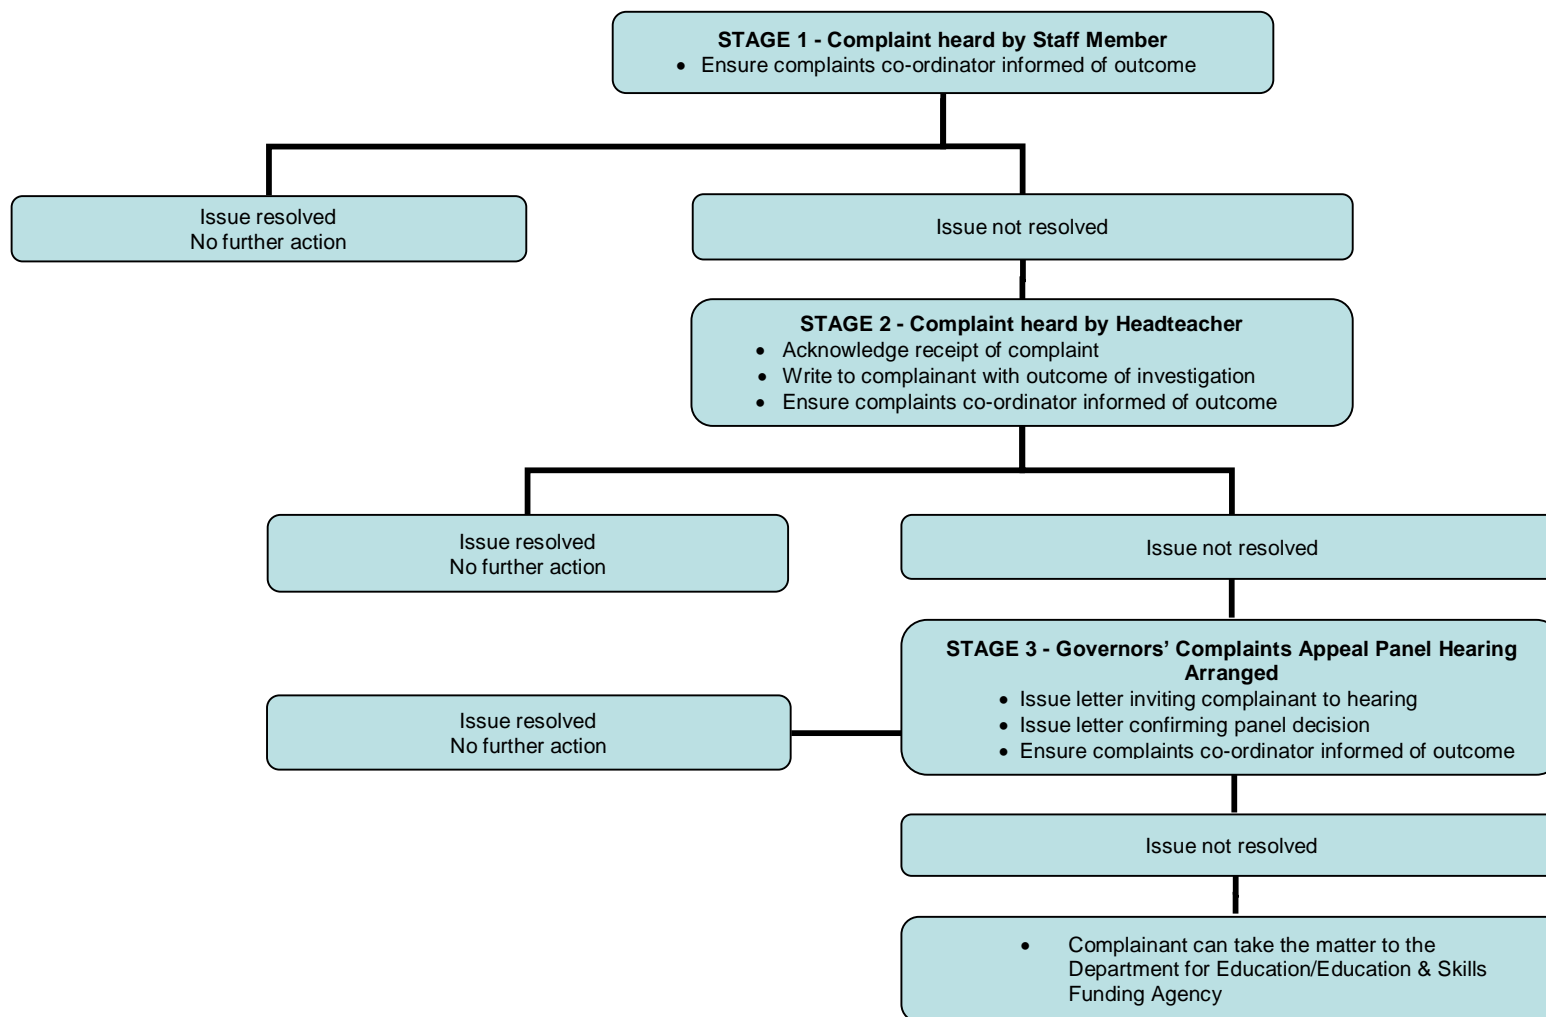 STAGE 1 - Complaint heard by Staff Member
• Ensure complaints co-ordinator informed of outcome
Issue resolved
No further action
Issue not resolved
STAGE 2 - Complaint heard by Headteacher
• Acknowledge receipt of complaint
• Write to complainant with outcome of investigation
• Ensure complaints co-ordinator informed of outcome
Issue resolved
No further action
Issue not resolved
STAGE 3 - Governors’ Complaints Appeal Panel Hearing
Arranged
• Issue letter inviting complainant to hearing
• Issue letter confirming panel decision
• Ensure complaints co-ordinator informed of outcome
Issue resolved
No further action
Issue not resolved
• Complainant can take the matter to the
Department for Education/Education & Skills
Funding Agency